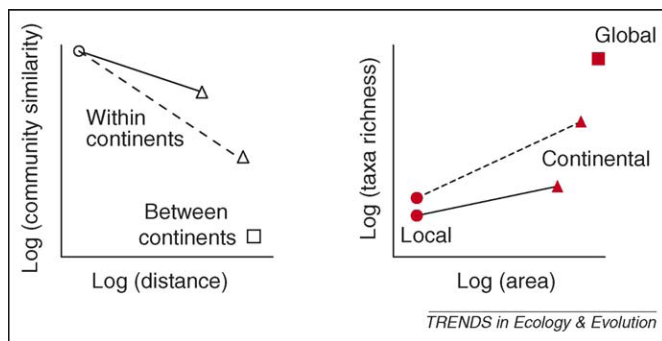 Log (community similarity)
Within
continents
Between
continents
Log (distance)
Log (taxa richness)
Global
Continental
Local
Log (area)
TRENDS in Ecology & Evolution